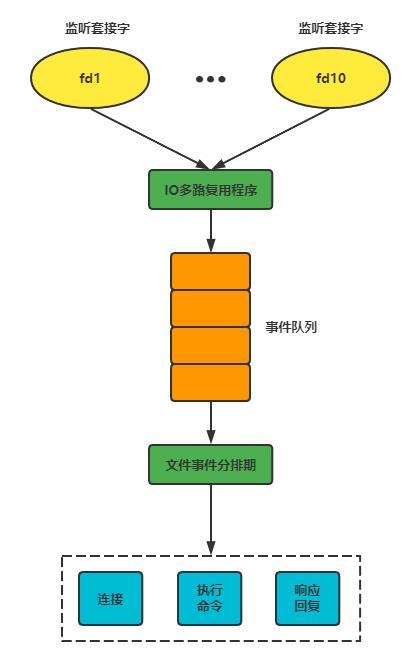 监听套接字
监听套接字
fd1
fd10
IO多路复用程序
事件队列
文件事件分排期
连接
执行
命令
响应
回复